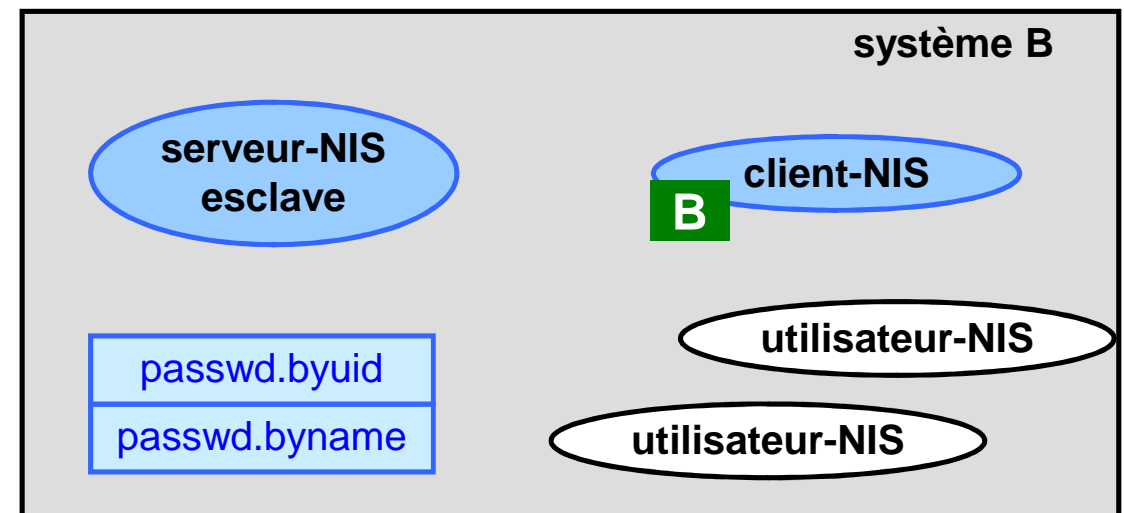 système B
serveur-NIS
esclave
client-NIS
B
utilisateur-NIS
passwd.byuid
passwd.byname
utilisateur-NIS